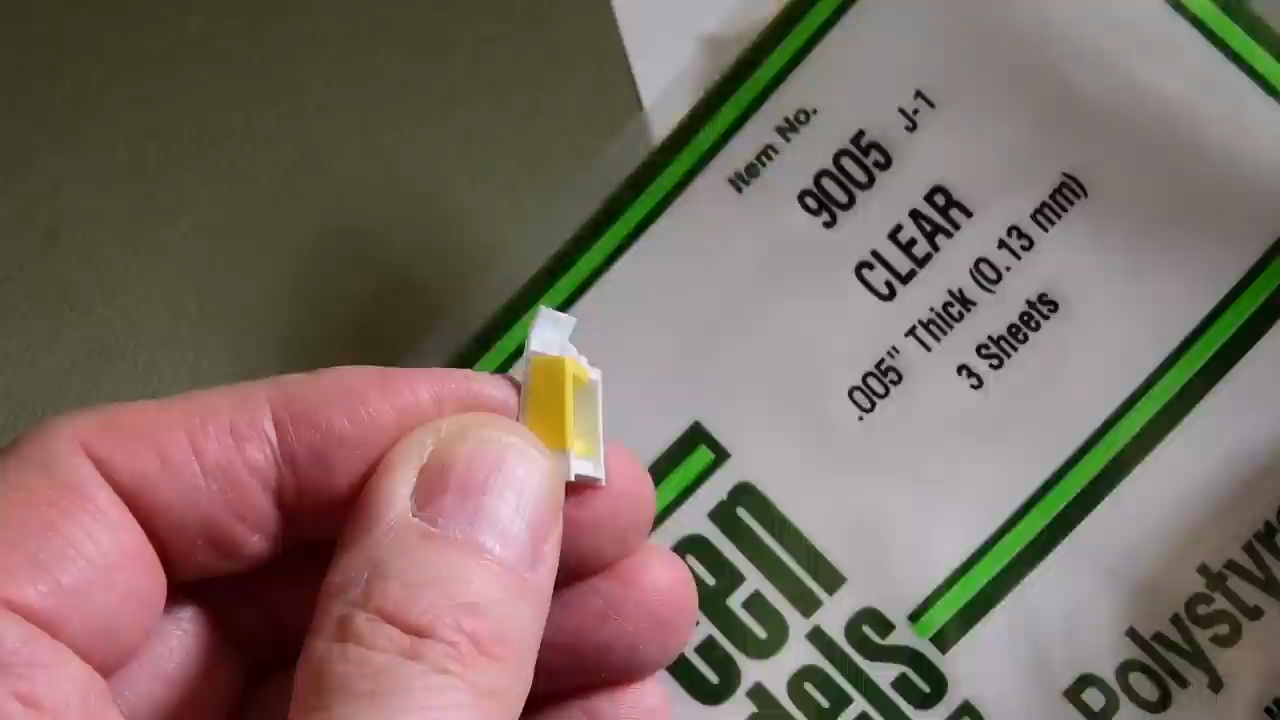 Item No.
9005 J-1
CLEAR
.005" Thick (0.13 mm)
3 Sheets